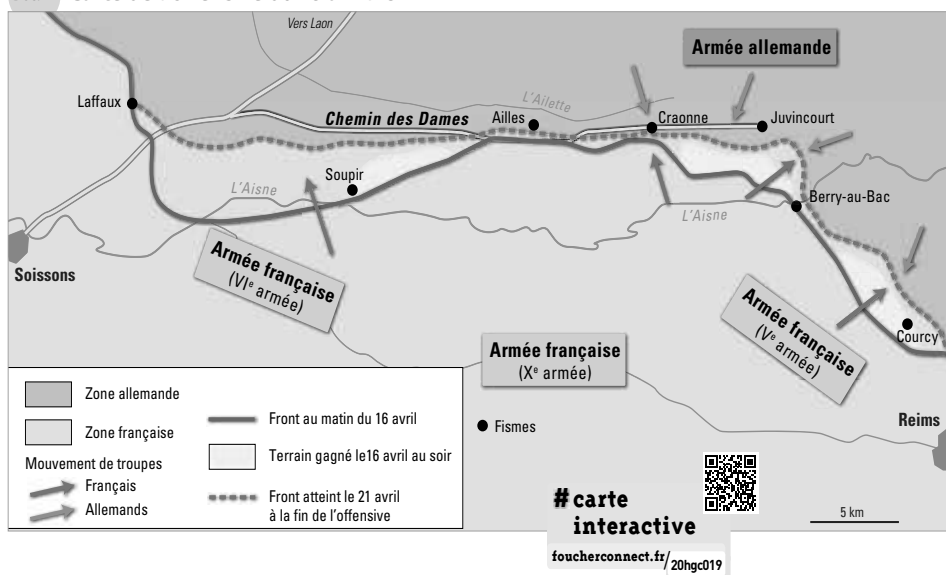 Vers Laon
Armée allemande
Laffaux
L'Ailette
Chemin des Dames
Ailles
Craonne
Juvincourt
Soupir
L'Aisne
L'Aisne
Berry-au-Bac
Soissons
Armée française
(VIe armée)
Armée française
(Ve armée)
Courcy
Armée française
(Xe armée)
Reims
Fismes
Zone allemande
Zone française
Mouvement de troupes
Français
Allemands
Front au matin du 16 avril
Terrain gagné le16 avril au soir
Front atteint le 21 avril
à la fin de l'offensive
# carte
interactive
foucherconnect.fr/20hgc019
5 km